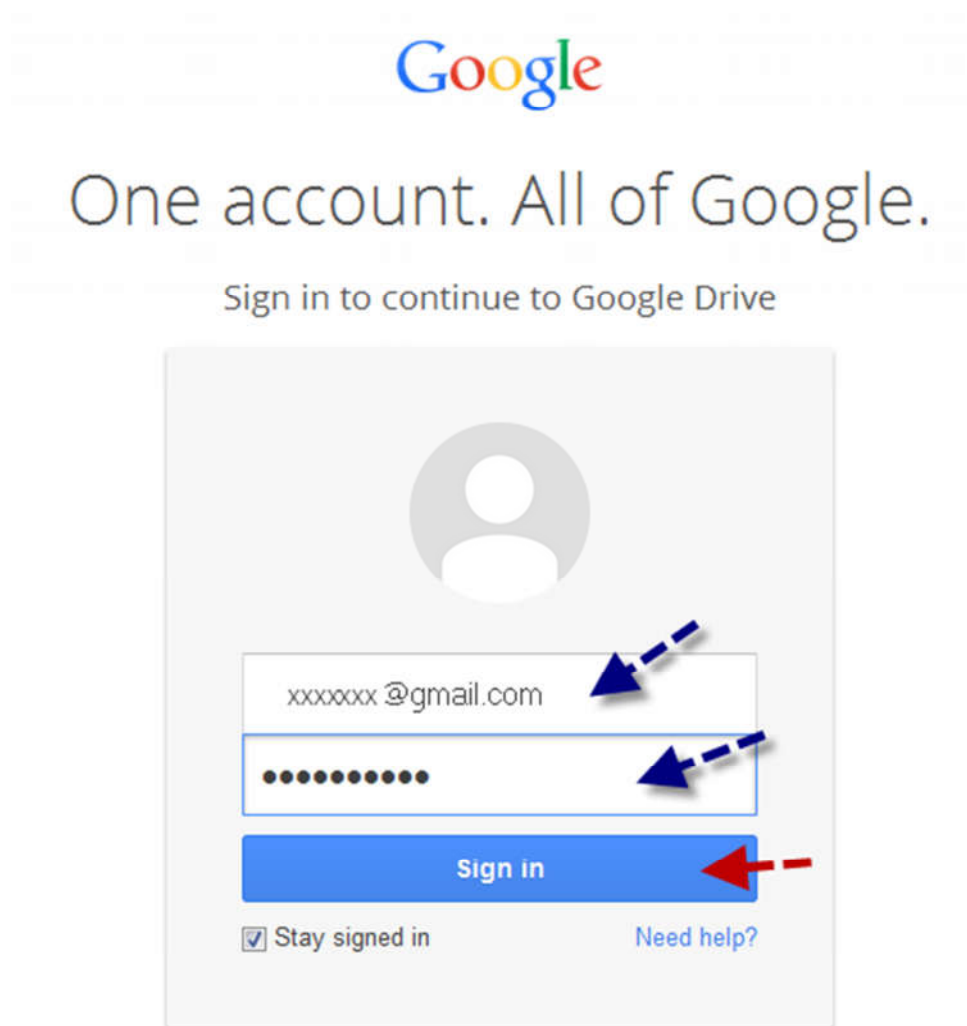 Google
One account. All of Google.
Sign in to continue to Google Drive
xxxxxxx @gmail.com
••••••••••
Sign in
Stay signed in Need help?